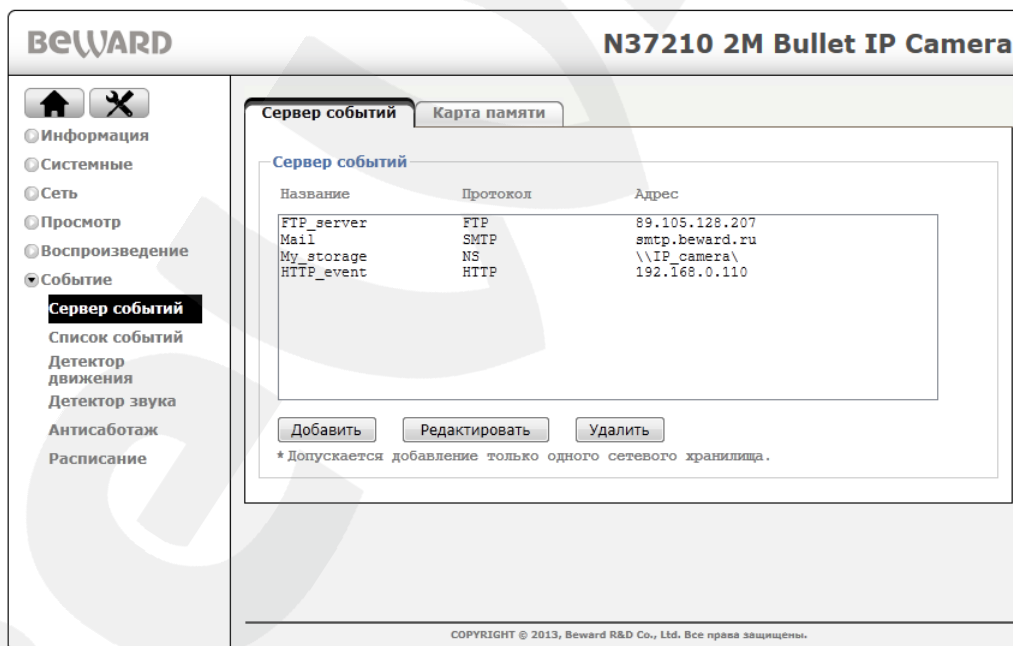 BEWARD
N37210 2M Bullet IP Camera
Информация
Системные
Сеть
Просмотр
Воспроизведение
Событие
Сервер событий
Список событий
Детектор
движения
Детектор звука
Антисаботаж
Расписание
Сервер событий Карта памяти
Сервер событий
Название Протокол Адрес
FTP_server FTP 89.105.128.207
Mail SMTP smtp.beward.ru
My_storage NS \\IP_camera\
HTTP_event HTTP 192.168.0.110
Добавить Редактировать Удалить
* Допускается добавление только одного сетевого хранилища.
COPYRIGHT © 2013, Beward R&D Co., Ltd. Все права защищены.